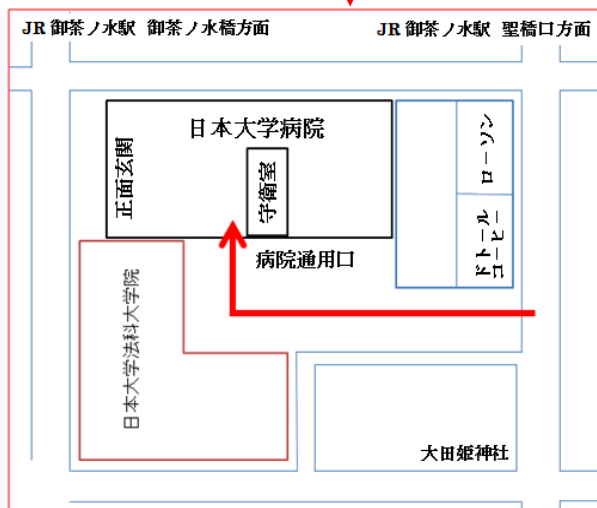 JR 御茶ノ水駅 御茶ノ水橋方面
JR 御茶ノ水駅 聖橋口方面
日本大学病院
正面玄関
守衛室
ローソン
ドトール
コーヒー
病院通用口
日本大学法科大学院
大田姫神社